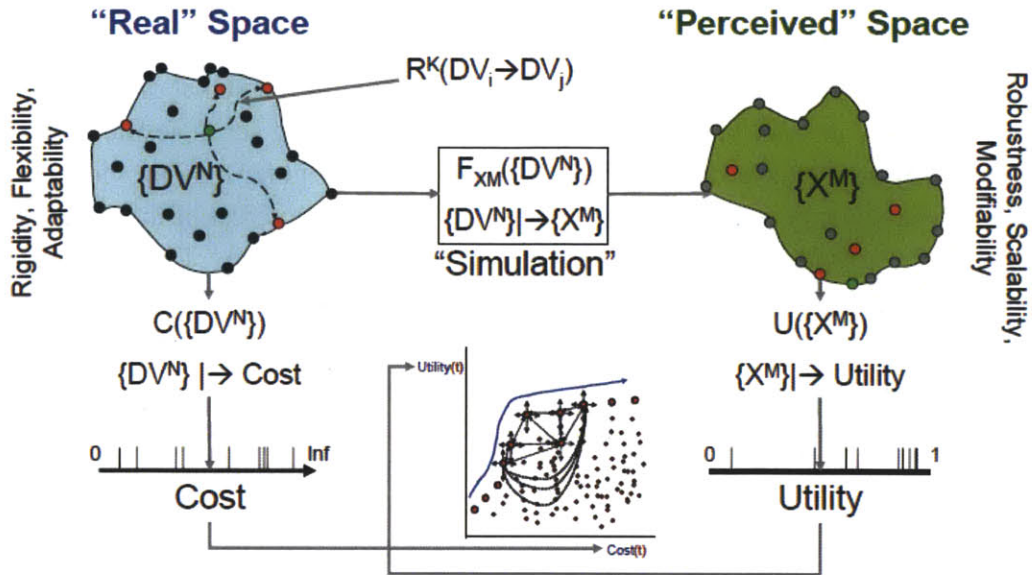 “Real” Space
“Perceived” Space
R^K(DV_i→DV_j)
Rigidity, Flexibility,
Adaptability
{DV^N}
F_XM({DV^N})
{DV^N}|→{X^M}
“Simulation”
{X^M}
Robustness, Scalability,
Modifiability
C({DV^N})
{DV^N} |→ Cost
U({X^M})
{X^M}|→ Utility
Utility(t)
0 Inf
Cost
0 1
Utility
Cost(t)